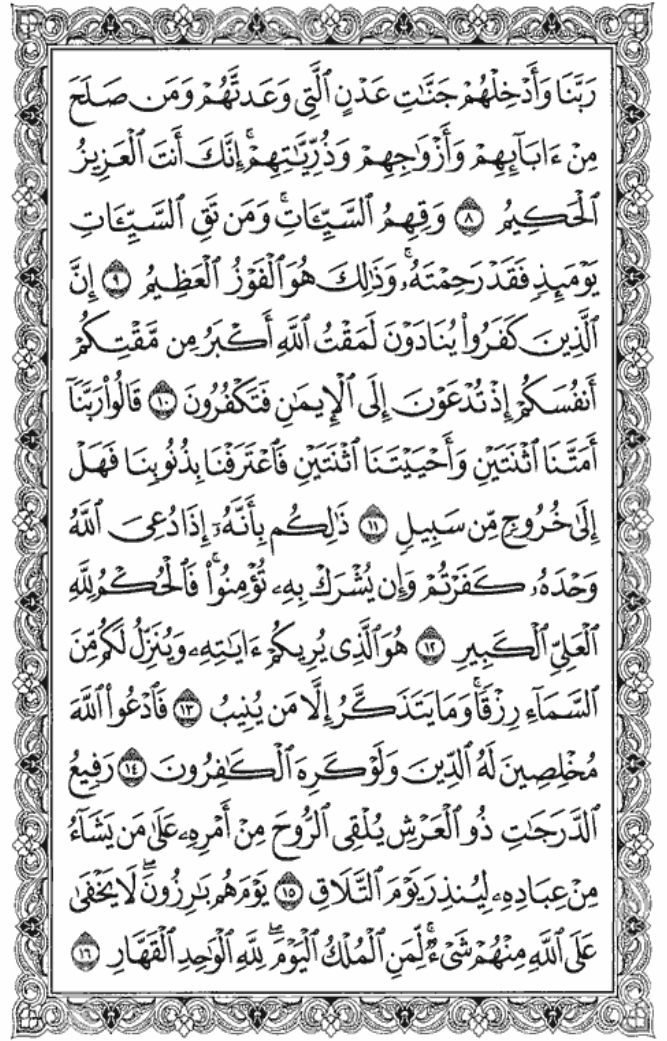 رَبَّنَا وَأَدْخِلْهُمْ جَنَّٰتِ عَدْنٍ ٱلَّتِى وَعَدتَّهُمْ وَمَن صَلَحَ
مِنْ ءَابَآئِهِمْ وَأَزْوَٰجِهِمْ وَذُرِّيَّٰتِهِمْ ۚ إِنَّكَ أَنتَ ٱلْعَزِيزُ
ٱلْحَكِيمُ ٨ وَقِهِمُ ٱلسَّيِّـَٔاتِ ۚ وَمَن تَقِ ٱلسَّيِّـَٔاتِ
يَوْمَئِذٍ فَقَدْ رَحِمْتَهُۥ ۚ وَذَٰلِكَ هُوَ ٱلْفَوْزُ ٱلْعَظِيمُ ٩ إِنَّ
ٱلَّذِينَ كَفَرُوا۟ يُنَادَوْنَ لَمَقْتُ ٱللَّهِ أَكْبَرُ مِن مَّقْتِكُمْ
أَنفُسَكُمْ إِذْ تُدْعَوْنَ إِلَى ٱلْإِيمَٰنِ فَتَكْفُرُونَ ١٠ قَالُوا۟ رَبَّنَآ
أَمَتَّنَا ٱثْنَتَيْنِ وَأَحْيَيْتَنَا ٱثْنَتَيْنِ فَٱعْتَرَفْنَا بِذُنُوبِنَا فَهَلْ
إِلَىٰ خُرُوجٍ مِّن سَبِيلٍ ١١ ذَٰلِكُم بِأَنَّهُۥٓ إِذَا دُعِىَ ٱللَّهُ
وَحْدَهُۥ كَفَرْتُمْ وَإِن يُشْرَكْ بِهِۦ تُؤْمِنُوا۟ ۚ فَٱلْحُكْمُ لِلَّهِ
ٱلْعَلِىِّ ٱلْكَبِيرِ ١٢ هُوَ ٱلَّذِى يُرِيكُمْ ءَايَٰتِهِۦ وَيُنَزِّلُ لَكُم مِّنَ
ٱلسَّمَآءِ رِزْقًا ۚ وَمَا يَتَذَكَّرُ إِلَّا مَن يُنِيبُ ١٣ فَٱدْعُوا۟ ٱللَّهَ
مُخْلِصِينَ لَهُ ٱلدِّينَ وَلَوْ كَرِهَ ٱلْكَٰفِرُونَ ١٤ رَفِيعُ
ٱلدَّرَجَٰتِ ذُو ٱلْعَرْشِ يُلْقِى ٱلرُّوحَ مِنْ أَمْرِهِۦ عَلَىٰ مَن يَشَآءُ
مِنْ عِبَادِهِۦ لِيُنذِرَ يَوْمَ ٱلتَّلَاقِ ١٥ يَوْمَ هُم بَٰرِزُونَ ۖ لَا يَخْفَىٰ
عَلَى ٱللَّهِ مِنْهُمْ شَىْءٌ ۚ لِّمَنِ ٱلْمُلْكُ ٱلْيَوْمَ ۖ لِلَّهِ ٱلْوَٰحِدِ ٱلْقَهَّارِ ١٦